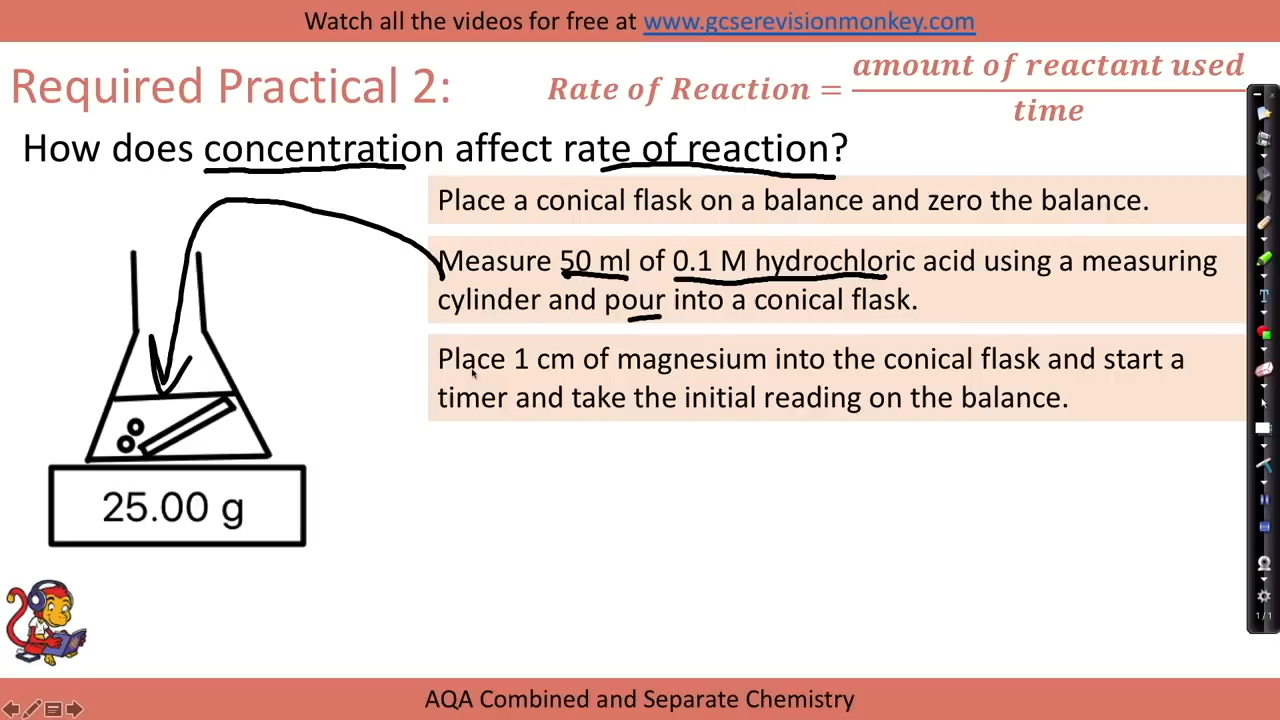 Watch all the videos for free at www.gcserevisionmonkey.com
Required Practical 2:
Rate of Reaction = amount of reactant used / time
How does concentration affect rate of reaction?
Place a conical flask on a balance and zero the balance.
Measure 50 ml of 0.1 M hydrochloric acid using a measuring
cylinder and pour into a conical flask.
Place 1 cm of magnesium into the conical flask and start a
timer and take the initial reading on the balance.
25.00 g
AQA Combined and Separate Chemistry
1/1